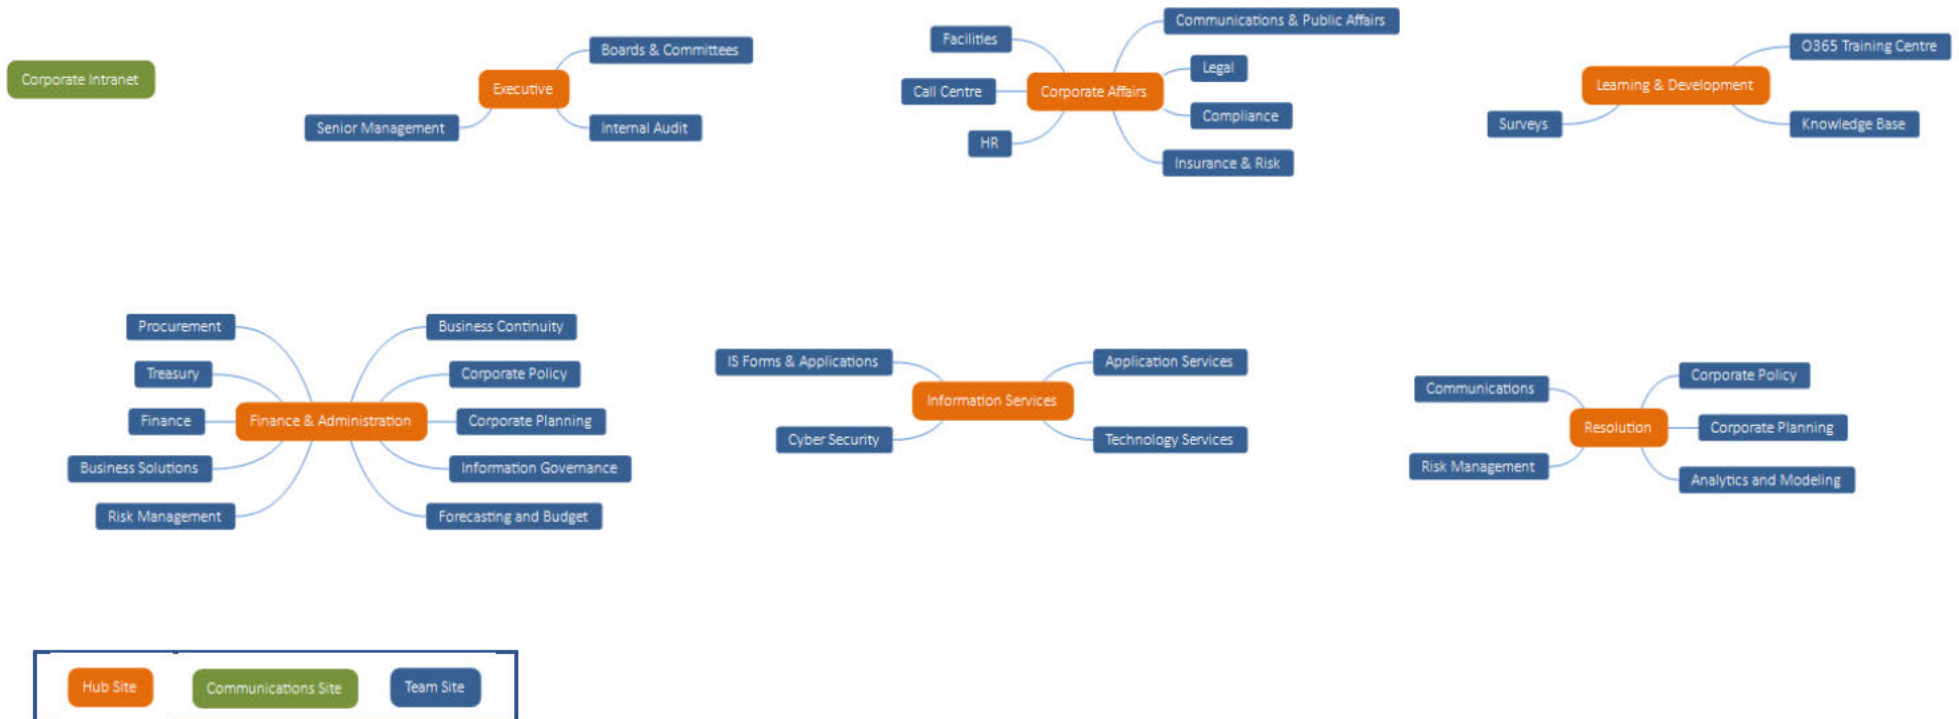 Corporate Intranet
Boards & Committees
Executive
Senior Management
Internal Audit
Communications & Public Affairs
Facilities
Legal
Call Centre
Corporate Affairs
Compliance
HR
Insurance & Risk
O365 Training Centre
Learning & Development
Surveys
Knowledge Base
Procurement
Business Continuity
Treasury
Corporate Policy
Finance
Finance & Administration
Corporate Planning
Business Solutions
Information Governance
Risk Management
Forecasting and Budget
IS Forms & Applications
Application Services
Information Services
Cyber Security
Technology Services
Corporate Policy
Communications
Resolution
Corporate Planning
Risk Management
Analytics and Modeling
Hub Site
Communications Site
Team Site